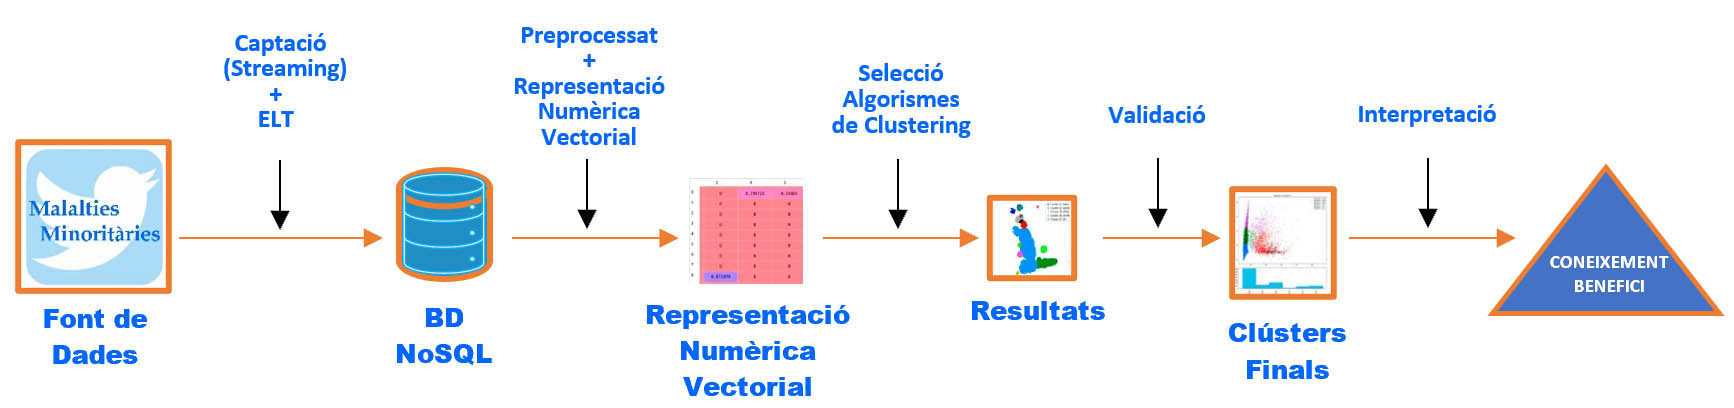 Captació
(Streaming)
+
ELT
Preprocessat
+
Representació
Numèrica
Vectorial
Selecció
Algorismes
de Clustering
Validació
Interpretació
Malalties
Minoritàries
CONEIXEMENT
BENEFICI
Font de
Dades
BD
NoSQL
Representació
Numèrica
Vectorial
Resultats
Clústers
Finals